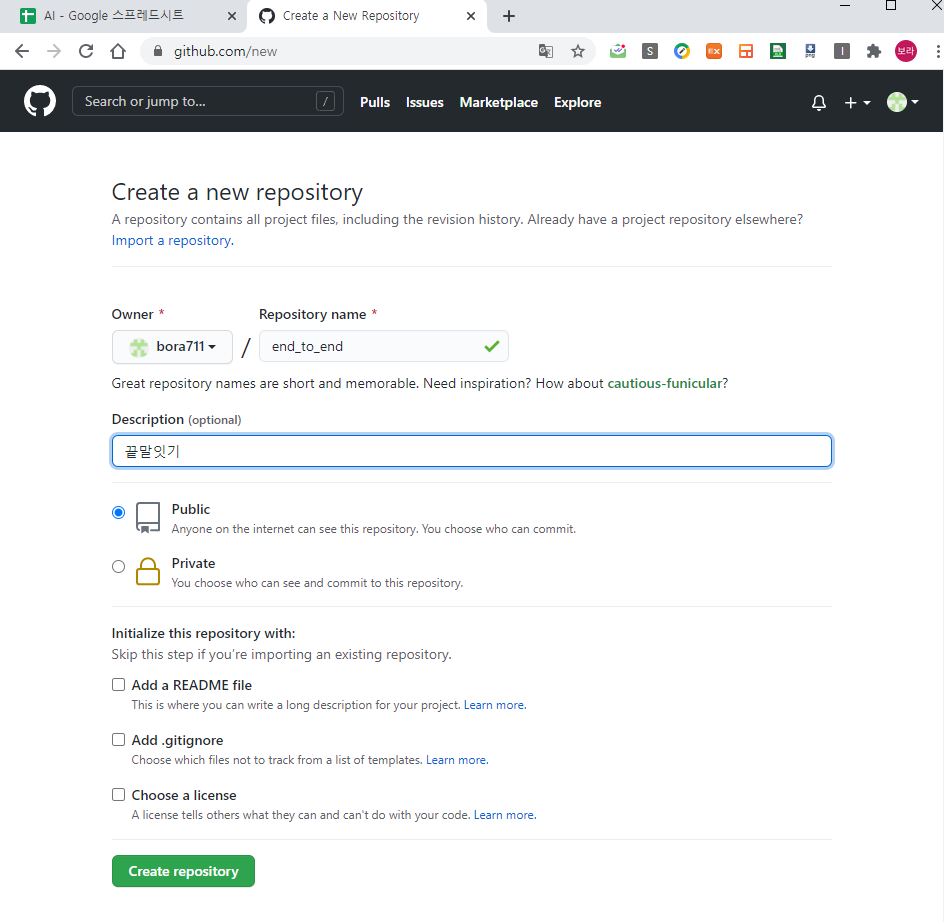 AI - Google 스프레드시트
Create a New Repository
github.com/new
S
EX
png
I
보라
Search or jump to...
/
Pulls
Issues
Marketplace
Explore
Create a new repository
A repository contains all project files, including the revision history. Already have a project repository elsewhere?
Import a repository.
Owner *
Repository name *
bora711
/
end_to_end
Great repository names are short and memorable. Need inspiration? How about cautious-funicular?
Description (optional)
끝말잇기
Public
Anyone on the internet can see this repository. You choose who can commit.
Private
You choose who can see and commit to this repository.
Initialize this repository with:
Skip this step if you're importing an existing repository.
Add a README file
This is where you can write a long description for your project. Learn more.
Add .gitignore
Choose which files not to track from a list of templates. Learn more.
Choose a license
A license tells others what they can and can't do with your code. Learn more.
Create repository